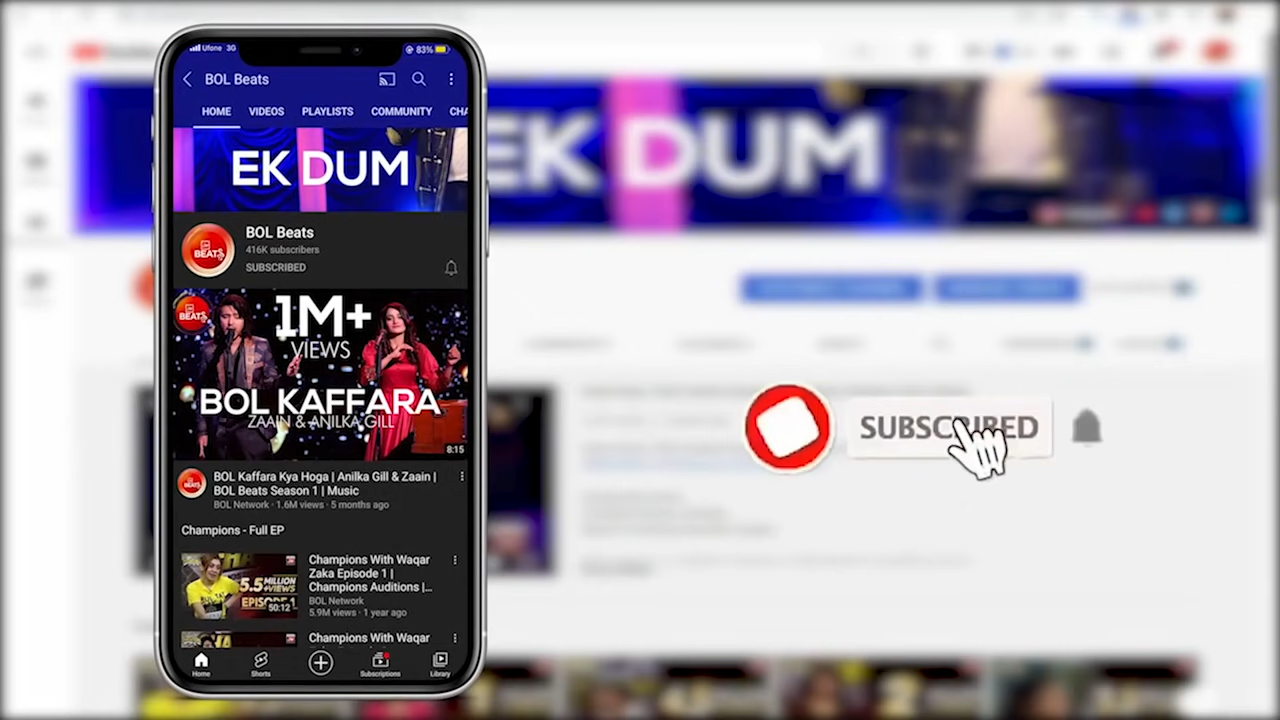 Ufone 3G 83%
BOL Beats
HOME VIDEOS PLAYLISTS COMMUNITY CHA
EK DUM
EK DUM
BEATS
BOL Beats
416K subscribers
SUBSCRIBED
BEATS
1M+
VIEWS
BOL KAFFARA
ZAAIN & ANILKA GILL
8:15
BEATS
BOL Kaffara Kya Hoga | Anilka Gill & Zaain |
BOL Beats Season 1 | Music
BOL Network · 1.6M views · 5 months ago
Champions - Full EP
5.5 MILLION
+VIEWS
EPISODE 1
50:12
Champions With Waqar
Zaka Episode 1 |
Champions Auditions |...
BOL Network
5.9M views · 1 year ago
Champions With Waqar
Home Shorts Subscriptions Library
SUBSCRIBED